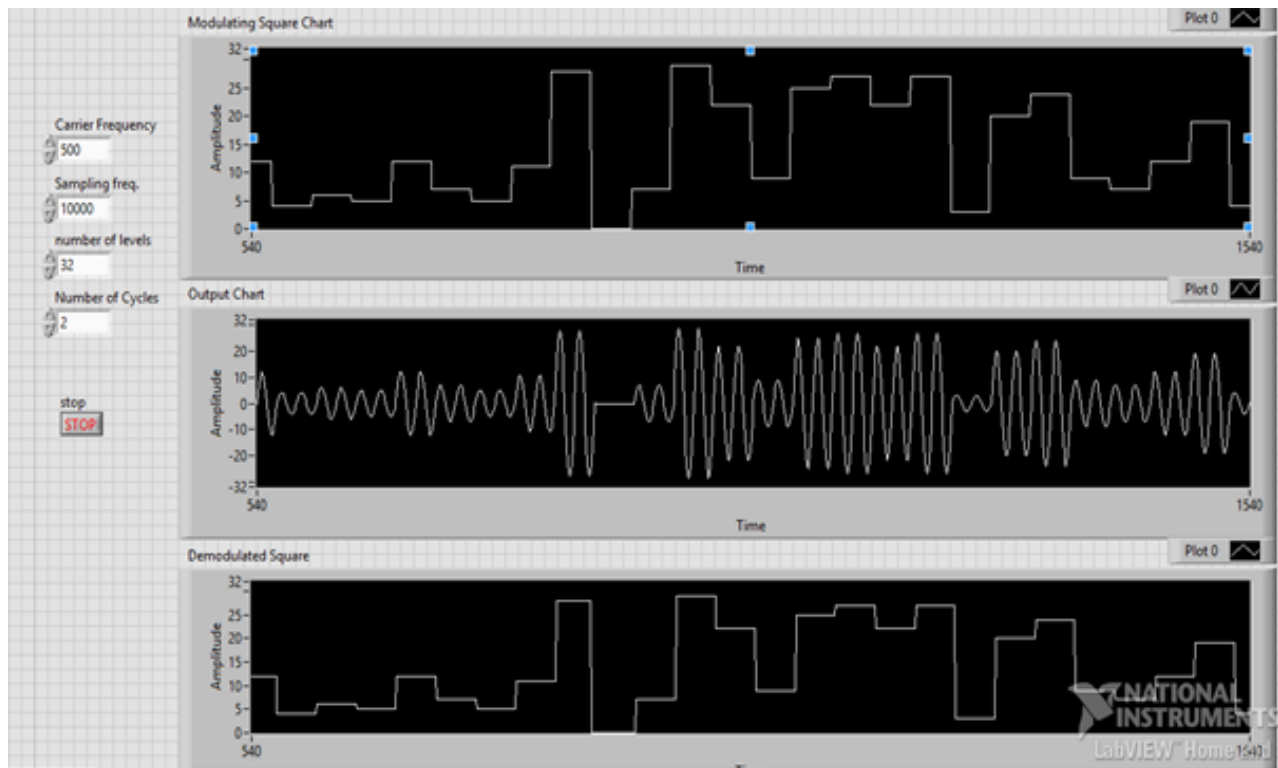 Modulating Square Chart
Plot 0
32
25
20
15
10
5
0
Amplitude
540
1540
Time
Carrier Frequency
500
Sampling freq.
10000
number of levels
32
Number of Cycles
2
stop
STOP
Output Chart
Plot 0
32
20
10
0
-10
-20
-32
Amplitude
540
1540
Time
Demodulated Square
Plot 0
32
25
20
15
10
5
0
Amplitude
540
1540
NATIONAL
INSTRUMENTS
LabVIEW™ Home and